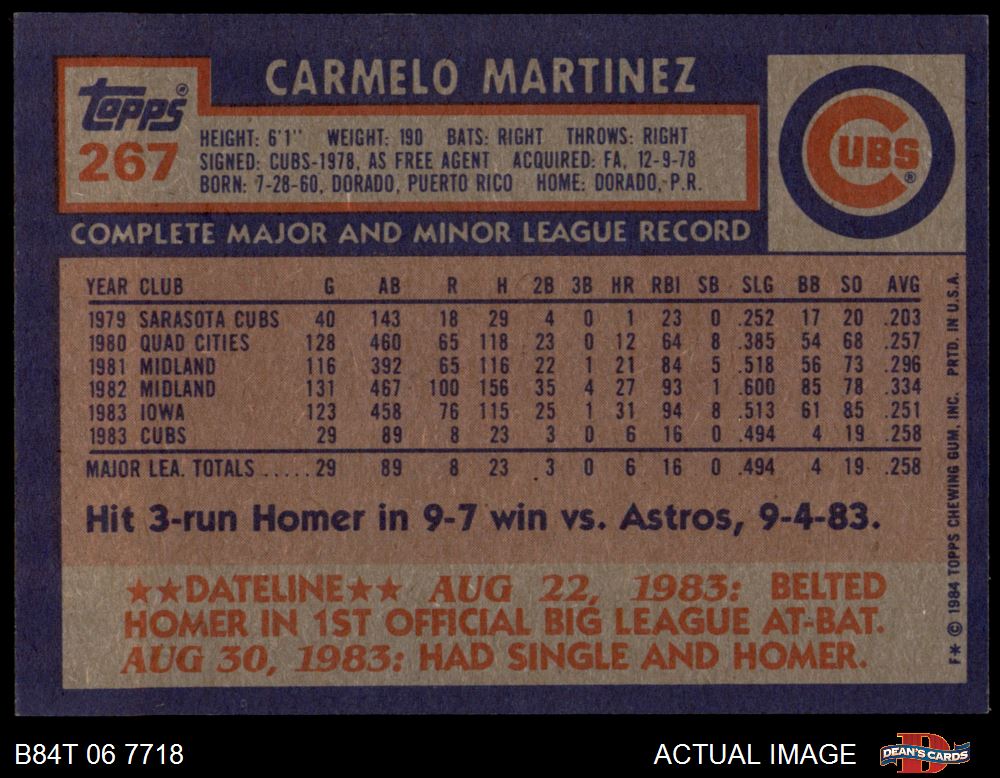 Topps®
267
CARMELO MARTINEZ
HEIGHT: 6'1" WEIGHT: 190 BATS: RIGHT THROWS: RIGHT
SIGNED: CUBS-1978, AS FREE AGENT ACQUIRED: FA, 12-9-78
BORN: 7-28-60, DORADO, PUERTO RICO HOME: DORADO, P.R.
CUBS®
COMPLETE MAJOR AND MINOR LEAGUE RECORD
YEAR CLUB G AB R H 2B 3B HR RBI SB SLG BB SO AVG
1979 SARASOTA CUBS 40 143 18 29 4 0 1 23 0 .252 17 20 .203
1980 QUAD CITIES 128 460 65 118 23 0 12 64 8 .385 54 68 .257
1981 MIDLAND 116 392 65 116 22 1 21 84 5 .518 56 73 .296
1982 MIDLAND 131 467 100 156 35 4 27 93 1 .600 85 78 .334
1983 IOWA 123 458 76 115 25 1 31 94 8 .513 61 85 .251
1983 CUBS 29 89 8 23 3 0 6 16 0 .494 4 19 .258
MAJOR LEA. TOTALS.....29 89 8 23 3 0 6 16 0 .494 4 19 .258
Hit 3-run Homer in 9-7 win vs. Astros, 9-4-83.
★★DATELINE★★ AUG 22, 1983: BELTED
HOMER IN 1ST OFFICIAL BIG LEAGUE AT-BAT.
AUG 30, 1983: HAD SINGLE AND HOMER.
F* © 1984 TOPPS CHEWING GUM, INC. PRTD. IN U.S.A.
B84T 06 7718
ACTUAL IMAGE
D
DEAN'S CARDS